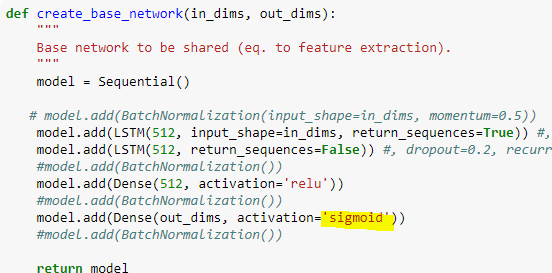 def create_base_network(in_dims, out_dims):
    """
    Base network to be shared (eq. to feature extraction).
    """
    model = Sequential()

   # model.add(BatchNormalization(input_shape=in_dims, momentum=0.5))
    model.add(LSTM(512, input_shape=in_dims, return_sequences=True)) #,
    model.add(LSTM(512, return_sequences=False)) #, dropout=0.2, recurr
    #model.add(BatchNormalization())
    model.add(Dense(512, activation='relu'))
    #model.add(BatchNormalization())
    model.add(Dense(out_dims, activation='sigmoid'))
    #model.add(BatchNormalization())

    return model